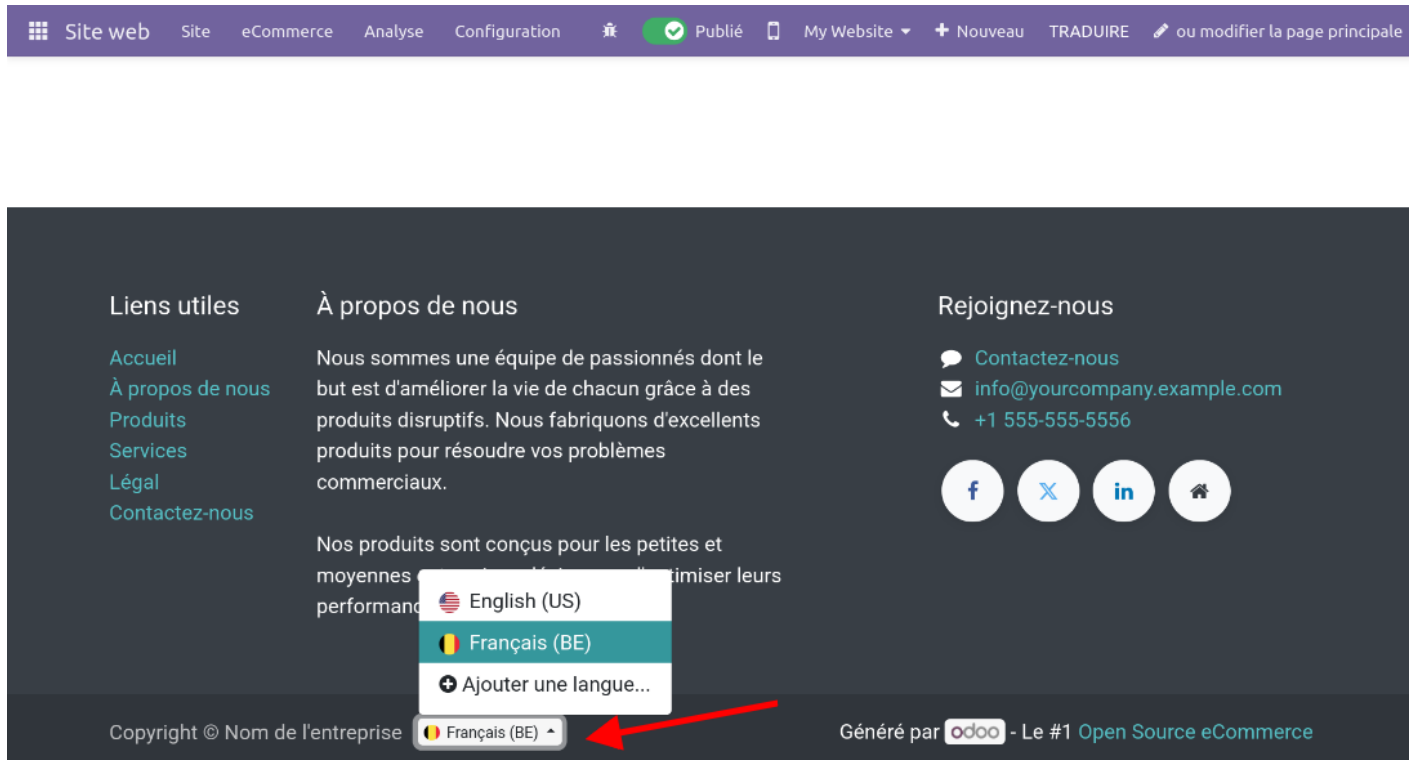 Site web Site eCommerce Analyse Configuration Publié My Website + Nouveau TRADUIRE ou modifier la page principale
Liens utiles
Accueil
À propos de nous
Produits
Services
Légal
Contactez-nous
À propos de nous
Nous sommes une équipe de passionnés dont le
but est d'améliorer la vie de chacun grâce à des
produits disruptifs. Nous fabriquons d'excellents
produits pour résoudre vos problèmes
commerciaux.
Nos produits sont conçus pour les petites et
moyennes
English (US)
Français (BE)
Ajouter une langue...
Rejoignez-nous
Contactez-nous
info@yourcompany.example.com
+1 555-555-5556
Copyright © Nom de l'entreprise Français (BE) Généré par odoo - Le #1 Open Source eCommerce